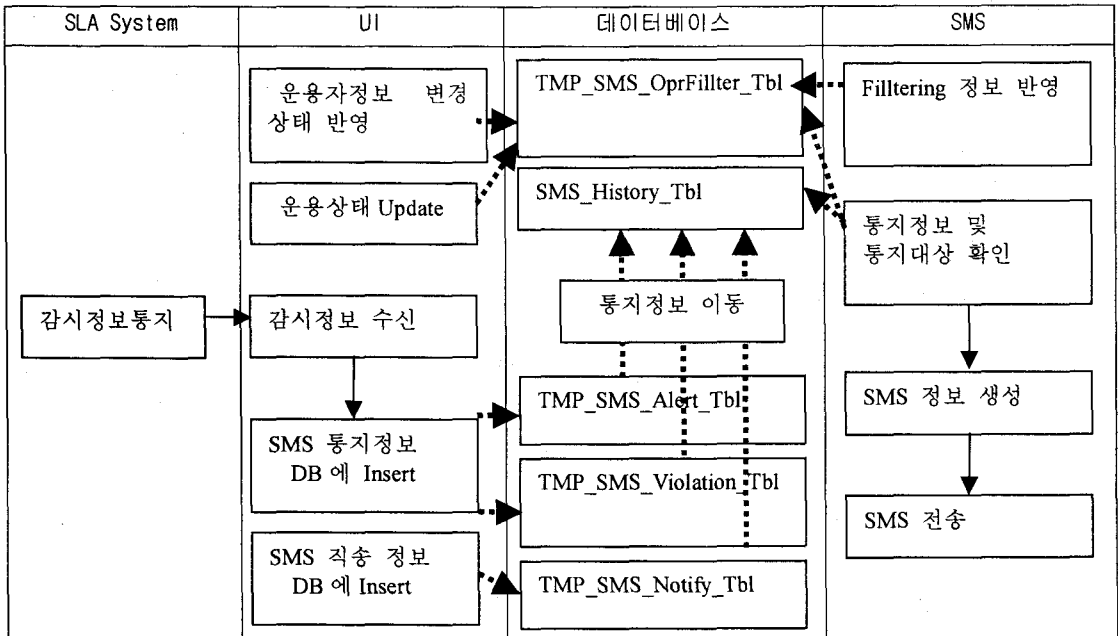 SLA System
UI
데이터베이스
SMS
운용자정보 변경
상태 반영
TMP_SMS_OprFillter_Tbl
Filltering 정보 반영
운용상태 Update
SMS_History_Tbl
통지정보 및
통지대상 확인
감시정보통지
감시정보 수신
통지정보 이동
SMS 통지정보
DB 에 Insert
TMP_SMS_Alert_Tbl
SMS 정보 생성
TMP_SMS_Violation_Tbl
SMS 전송
SMS 직송 정보
DB 에 Insert
TMP_SMS_Notify_Tbl